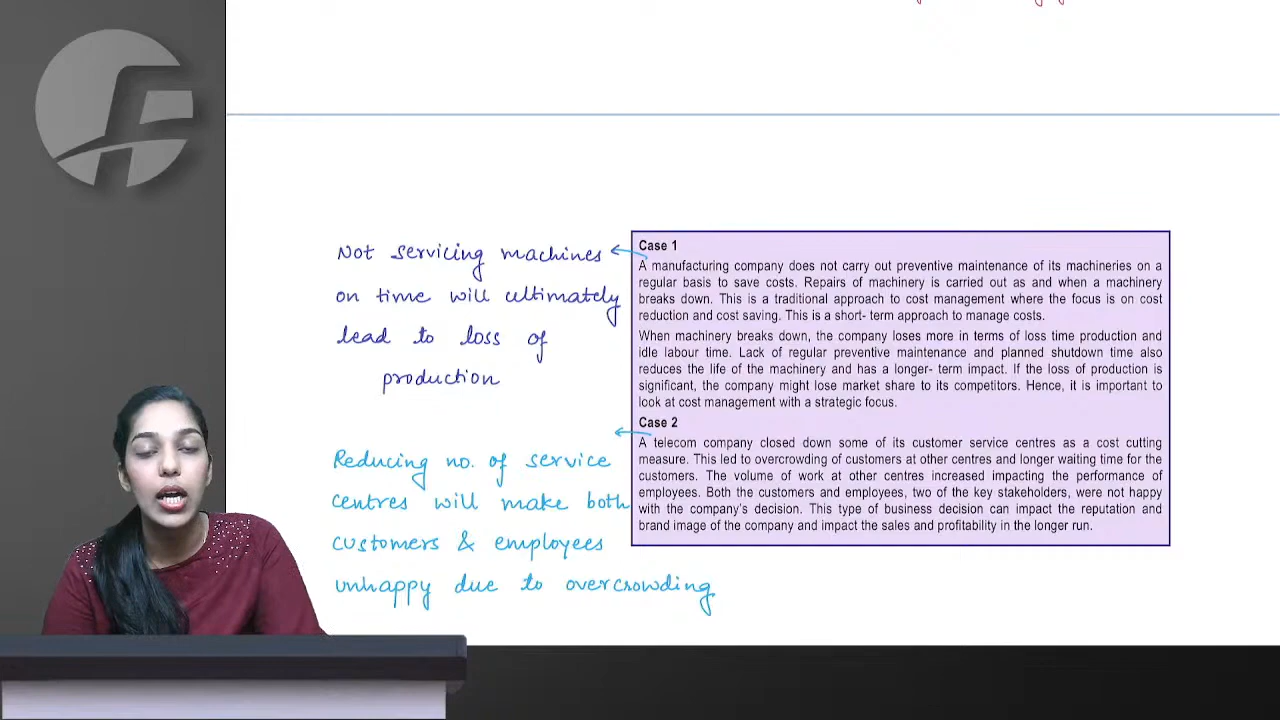 Not servicing machines
on time will ultimately
lead to loss of
production
Reducing no. of service
centres will make both
customers & employees
unhappy due to overcrowding
Case 1
A manufacturing company does not carry out preventive maintenance of its machineries on a
regular basis to save costs. Repairs of machinery is carried out as and when a machinery
breaks down. This is a traditional approach to cost management where the focus is on cost
reduction and cost saving. This is a short- term approach to manage costs.
When machinery breaks down, the company loses more in terms of loss time production and
idle labour time. Lack of regular preventive maintenance and planned shutdown time also
reduces the life of the machinery and has a longer- term impact. If the loss of production is
significant, the company might lose market share to its competitors. Hence, it is important to
look at cost management with a strategic focus.
Case 2
A telecom company closed down some of its customer service centres as a cost cutting
measure. This led to overcrowding of customers at other centres and longer waiting time for the
customers. The volume of work at other centres increased impacting the performance of
employees. Both the customers and employees, two of the key stakeholders, were not happy
with the company's decision. This type of business decision can impact the reputation and
brand image of the company and impact the sales and profitability in the longer run.